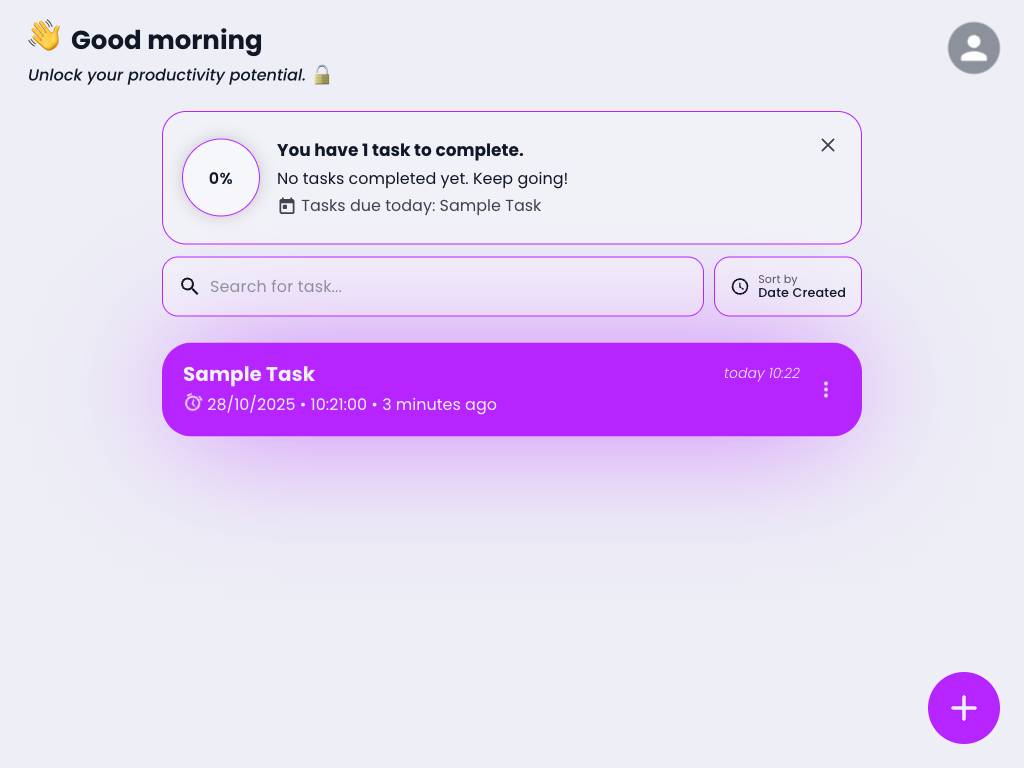 👋 Good morning
Unlock your productivity potential. 🔓
0%
You have 1 task to complete.
No tasks completed yet. Keep going!
Tasks due today: Sample Task
Search for task...
Sort by
Date Created
Sample Task
today 10:22
28/10/2025 • 10:21:00 • 3 minutes ago